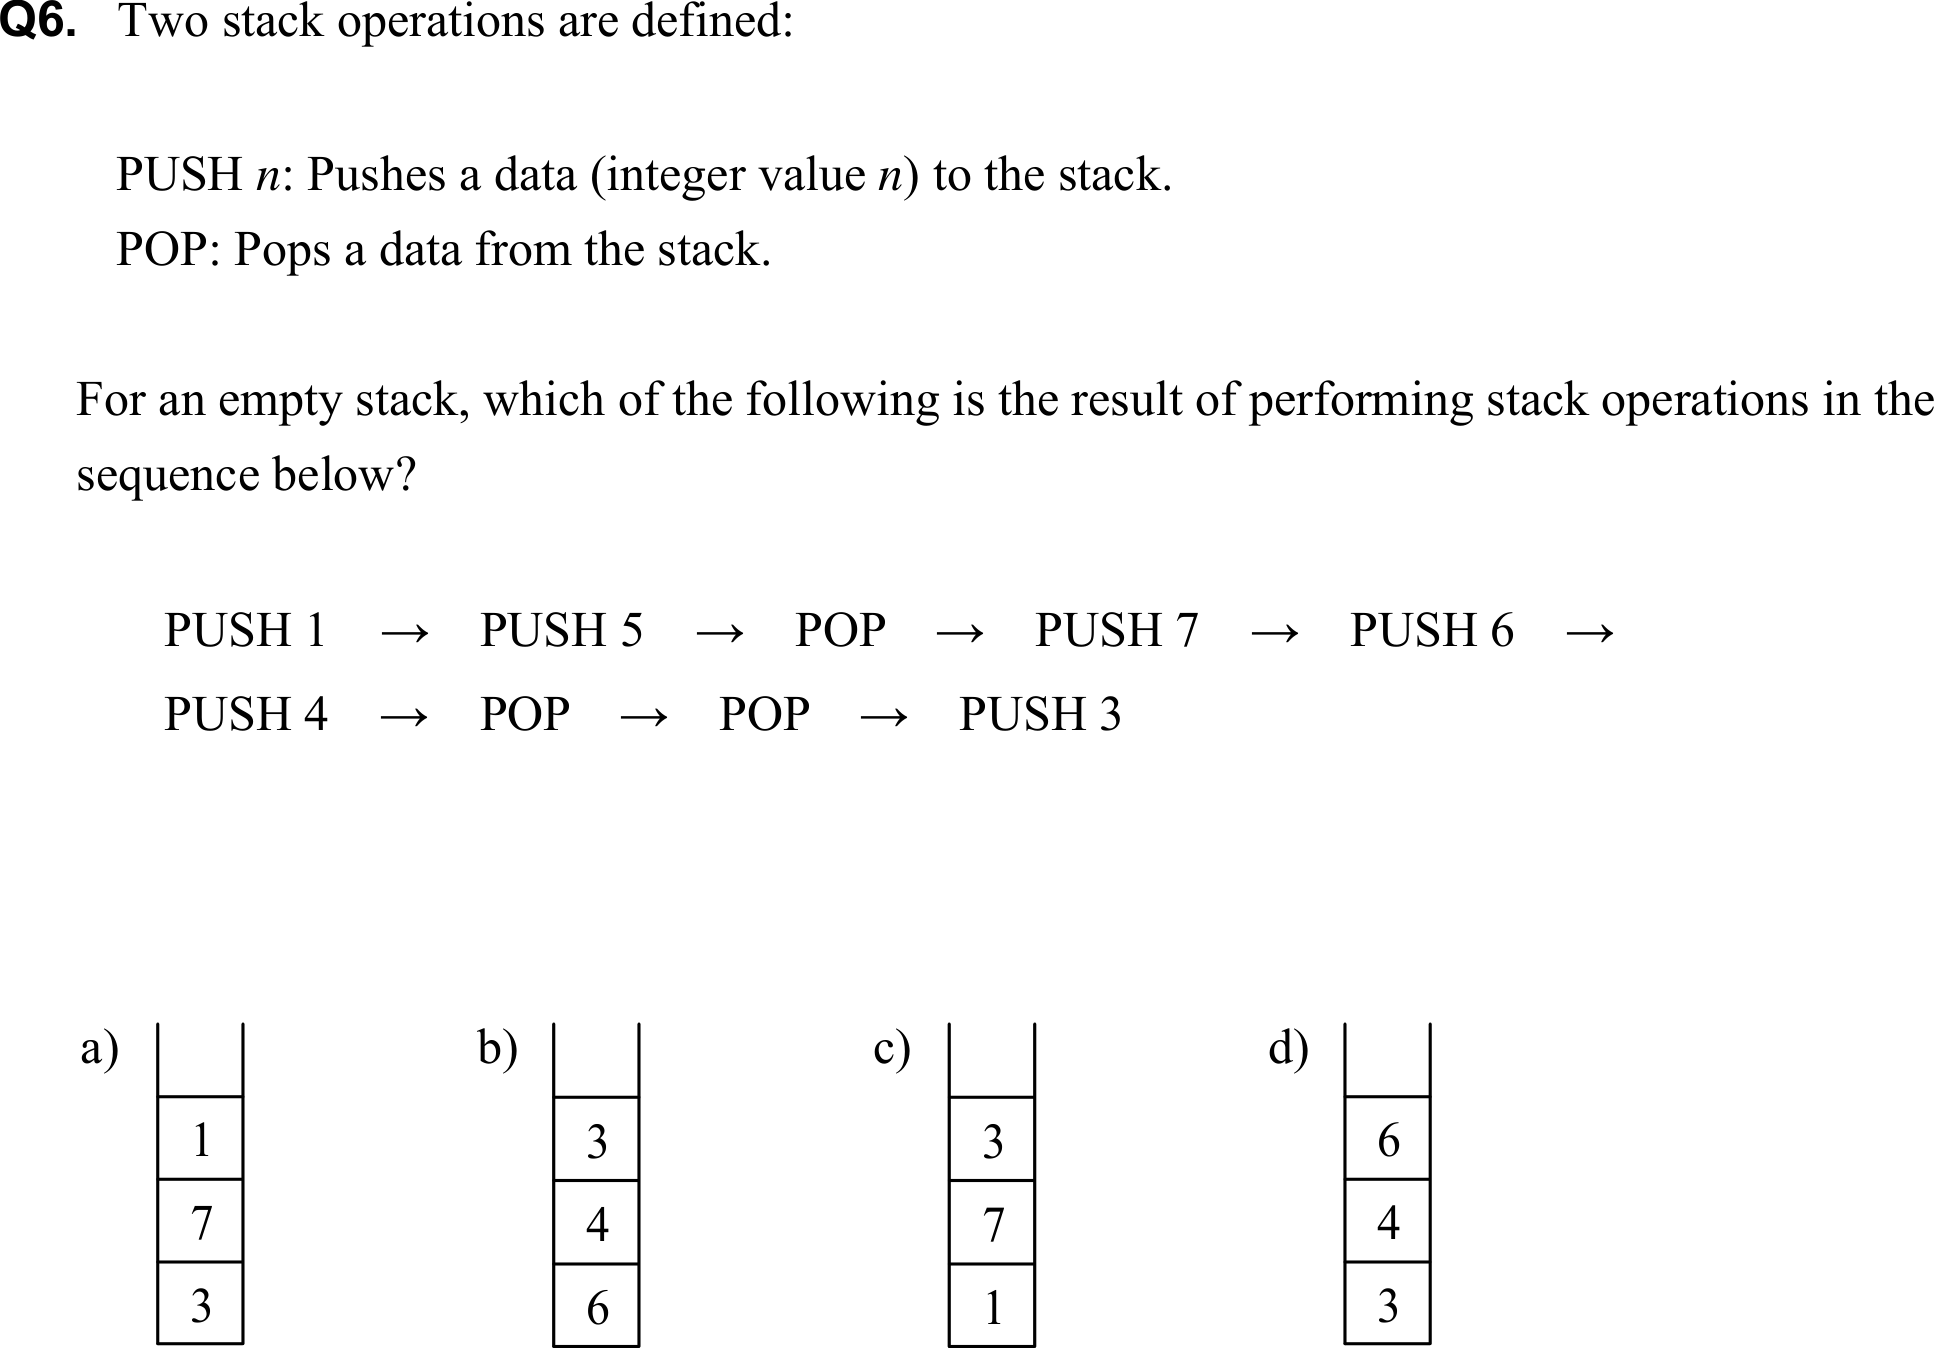 Q6. Two stack operations are defined:
PUSH n: Pushes a data (integer value n) to the stack.
POP: Pops a data from the stack.
For an empty stack, which of the following is the result of performing stack operations in the
sequence below?
PUSH 1 → PUSH 5 → POP → PUSH 7 → PUSH 6 →
PUSH 4 → POP → POP → PUSH 3
a) b) c) d)
1 3 3 6
7 4 7 4
3 6 1 3